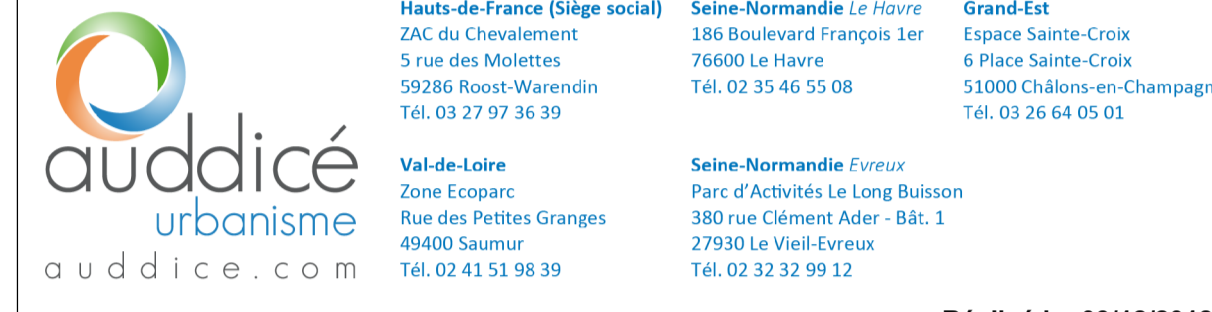 auddicé
urbanisme
auddice.com
Hauts-de-France (Siège social)
ZAC du Chevalement
5 rue des Molettes
59286 Roost-Warendin
Tél. 03 27 97 36 39
Seine-Normandie Le Havre
186 Boulevard François 1er
76600 Le Havre
Tél. 02 35 46 55 08
Grand-Est
Espace Sainte-Croix
6 Place Sainte-Croix
51000 Châlons-en-Champagn
Tél. 03 26 64 05 01
Val-de-Loire
Zone Ecoparc
Rue des Petites Granges
49400 Saumur
Tél. 02 41 51 98 39
Seine-Normandie Evreux
Parc d'Activités Le Long Buisson
380 rue Clément Ader - Bât. 1
27930 Le Vieil-Evreux
Tél. 02 32 32 99 12